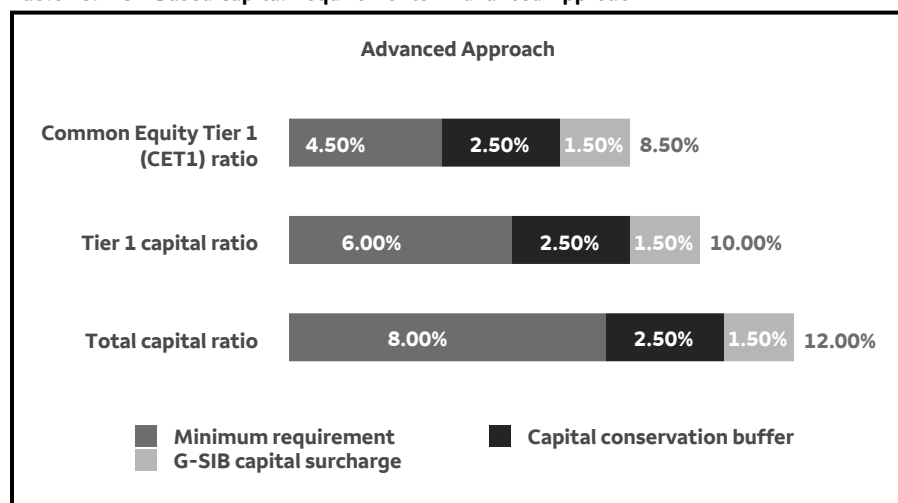 Advanced Approach
Common Equity Tier 1
(CET1) ratio
4.50%
2.50%
1.50%
8.50%
Tier 1 capital ratio
6.00%
2.50%
1.50%
10.00%
Total capital ratio
8.00%
2.50%
1.50%
12.00%
Minimum requirement
Capital conservation buffer
G-SIB capital surcharge